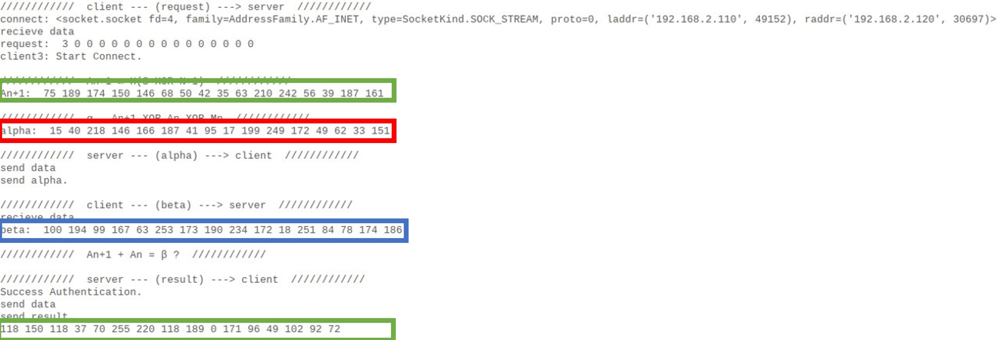 ////////////  client --- (request) ---> server  ////////////
connect: <socket.socket fd=4, family=AddressFamily.AF_INET, type=SocketKind.SOCK_STREAM, proto=0, laddr=('192.168.2.110', 49152), raddr=('192.168.2.120', 30697)>
recieve data
request:  3 0 0 0 0 0 0 0 0 0 0 0 0 0 0 0
client3: Start Connect.
////////////  An+1 = H(S XOR N+1)  ////////////
An+1:  75 189 174 150 146 68 50 42 35 63 210 242 56 39 187 161
////////////  α   An+1 XOR An XOR Mn  ////////////
alpha:  15 40 218 146 166 187 41 95 17 199 249 172 49 62 33 151
////////////  server --- (alpha) ---> client  ////////////
send data
send alpha.
////////////  client --- (beta) ---> server  ////////////
recieve data
beta:  100 194 99 167 63 253 173 190 234 172 18 251 84 78 174 186
////////////  An+1 + An = β ?  ////////////
////////////  server --- (result) ---> client  ////////////
Success Authentication.
send data
send result.
118 150 118 37 70 255 220 118 189 0 171 96 49 102 92 72